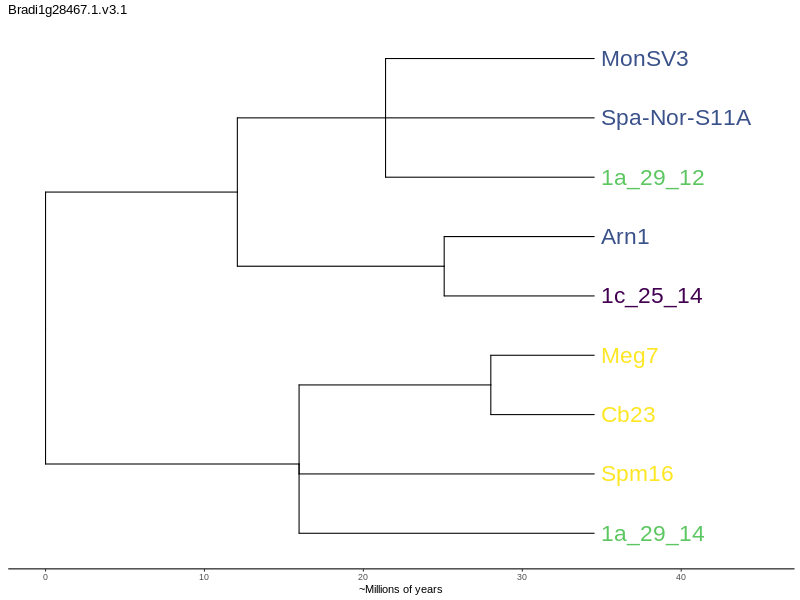 Bradi1g28467.1.v3.1
MonSV3
Spa-Nor-S11A
1a_29_12
Arn1
1c_25_14
Meg7
Cb23
Spm16
1a_29_14
0 10 20 30 40
~Millions of years